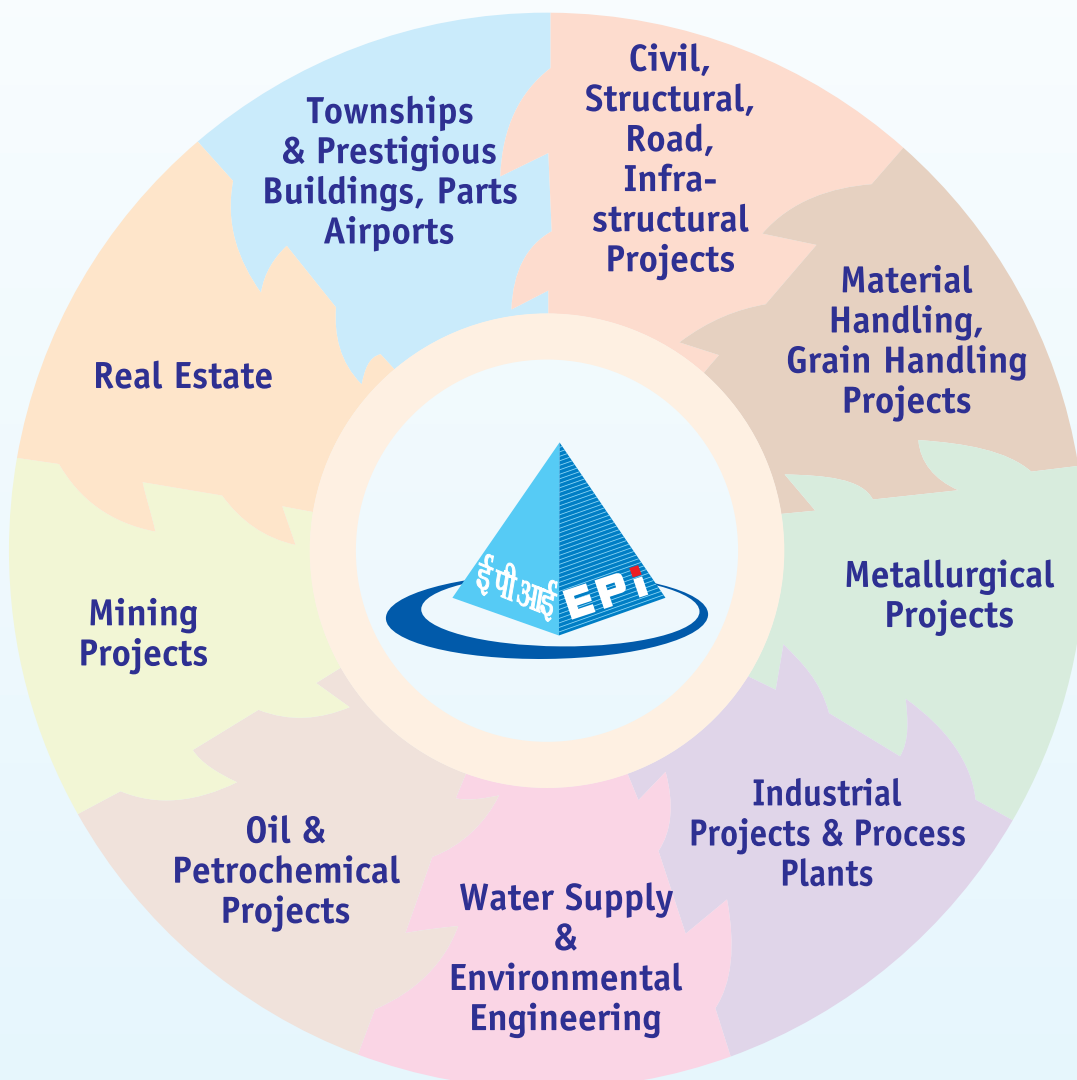 Civil,
Structural,
Road,
Infra-
structural
Projects
Material
Handling,
Grain Handling
Projects
Metallurgical
Projects
Industrial
Projects & Process
Plants
Water Supply
&
Environmental
Engineering
Oil &
Petrochemical
Projects
Mining
Projects
Real Estate
Townships
& Prestigious
Buildings, Parts
Airports
ई पी आई
EPi